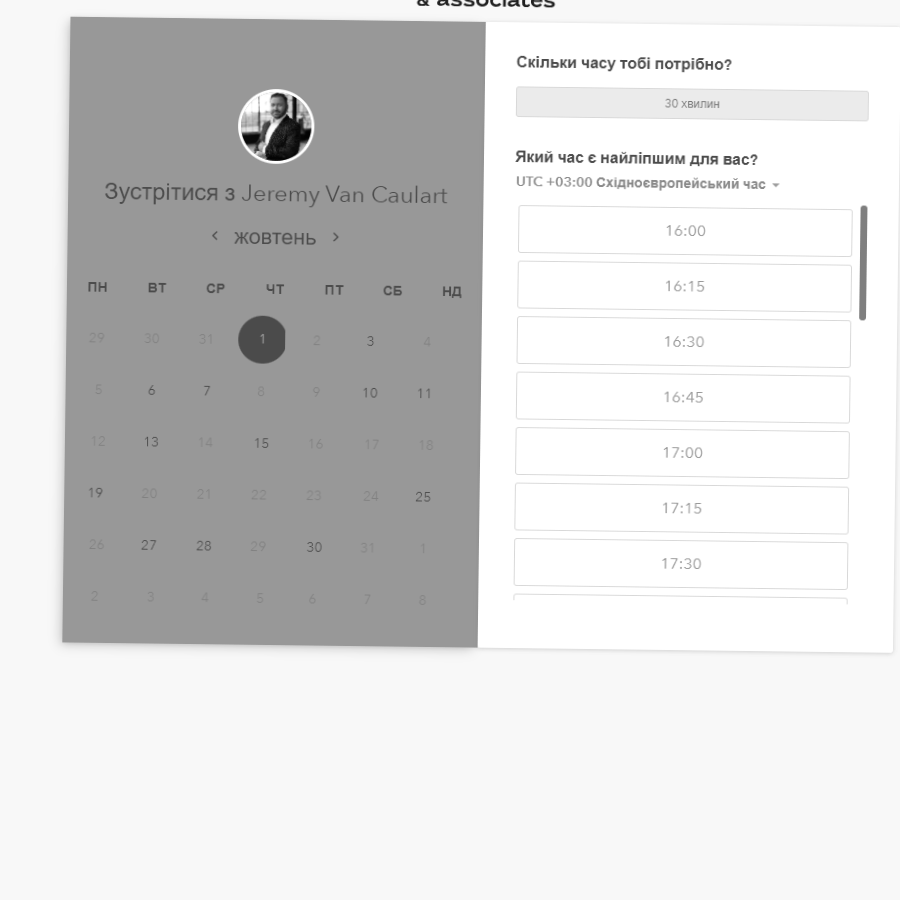 & associates
Зустрітися з Jeremy Van Caulart
жовтень
ПН ВТ СР ЧТ ПТ СБ НД
29 30 31 1 2 3 4
5 6 7 8 9 10 11
12 13 14 15 16 17 18
19 20 21 22 23 24 25
26 27 28 29 30 31 1
2 3 4 5 6 7 8
Скільки часу тобі потрібно?
30 хвилин
Який час є найліпшим для вас?
UTC +03:00 Східноєвропейський час
16:00
16:15
16:30
16:45
17:00
17:15
17:30